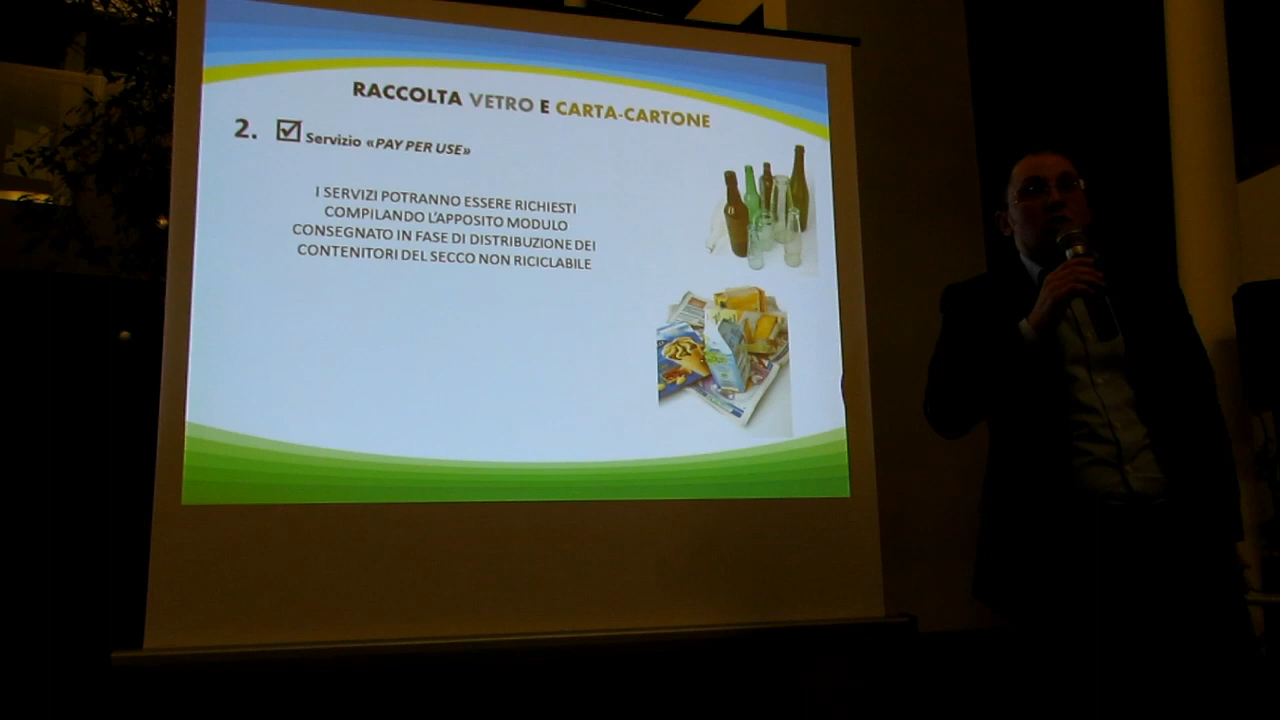 RACCOLTA VETRO E CARTA-CARTONE
2. Servizio «PAY PER USE»
I SERVIZI POTRANNO ESSERE RICHIESTI
COMPILANDO L'APPOSITO MODULO
CONSEGNATO IN FASE DI DISTRIBUZIONE DEI
CONTENITORI DEL SECCO NON RICICLABILE